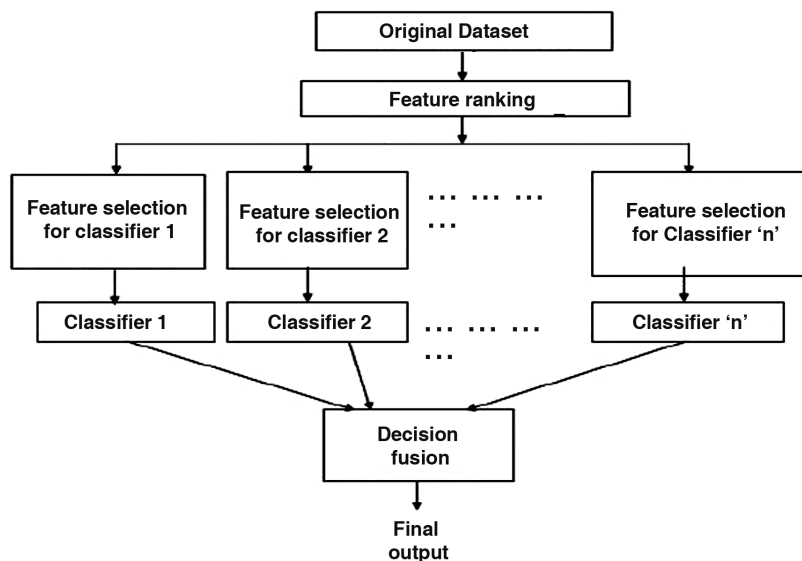 Original Dataset
Feature ranking
Feature selection
for classifier 1
Feature selection
for classifier 2
... ... ...
...
Feature selection
for Classifier ‘n’
Classifier 1
Classifier 2
... ... ...
...
Classifier ‘n’
Decision
fusion
Final
output